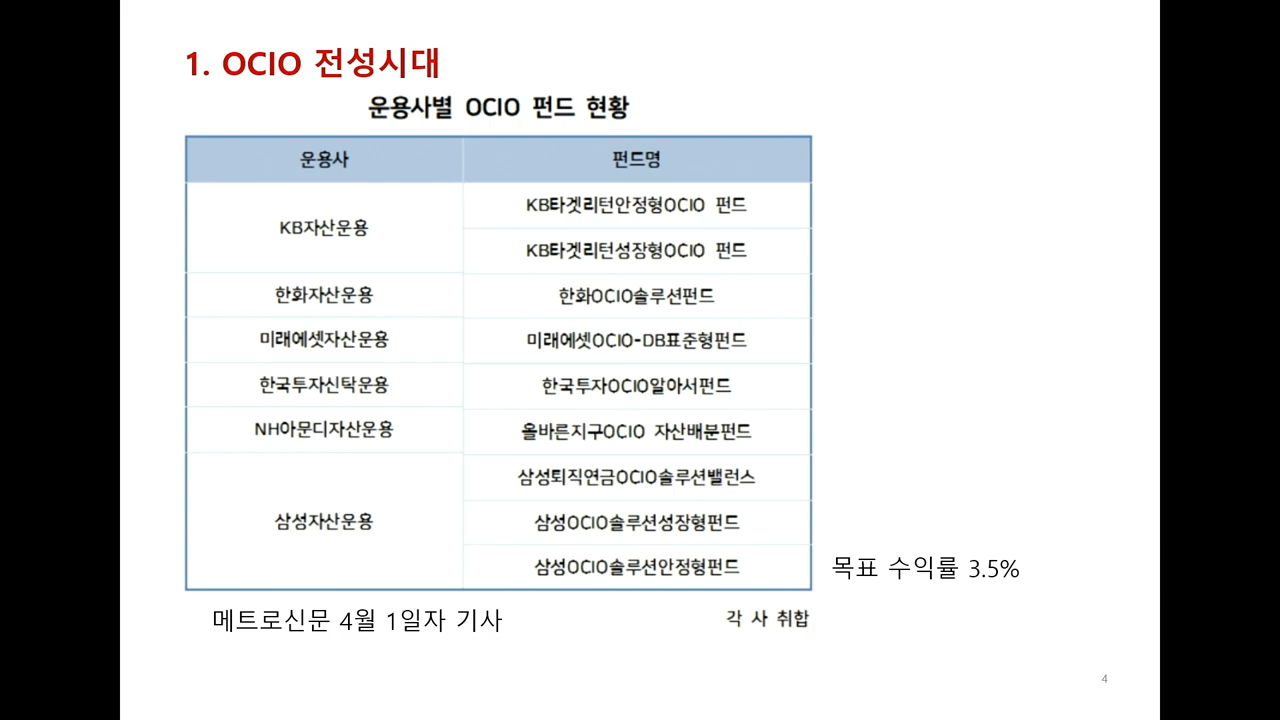 1. OCIO 전성시대
운용사별 OCIO 펀드 현황
운용사 펀드명
KB자산운용
KB타겟리턴안정형OCIO 펀드
KB타겟리턴성장형OCIO 펀드
한화자산운용 한화OCIO솔루션펀드
미래에셋자산운용 미래에셋OCIO-DB표준형펀드
한국투자신탁운용 한국투자OCIO알아서펀드
NH아문디자산운용 올바른지구OCIO 자산배분펀드
삼성자산운용
삼성퇴직연금OCIO솔루션밸런스
삼성OCIO솔루션성장형펀드
삼성OCIO솔루션안정형펀드
목표 수익률 3.5%
메트로신문 4월 1일자 기사
각 사 취합
4